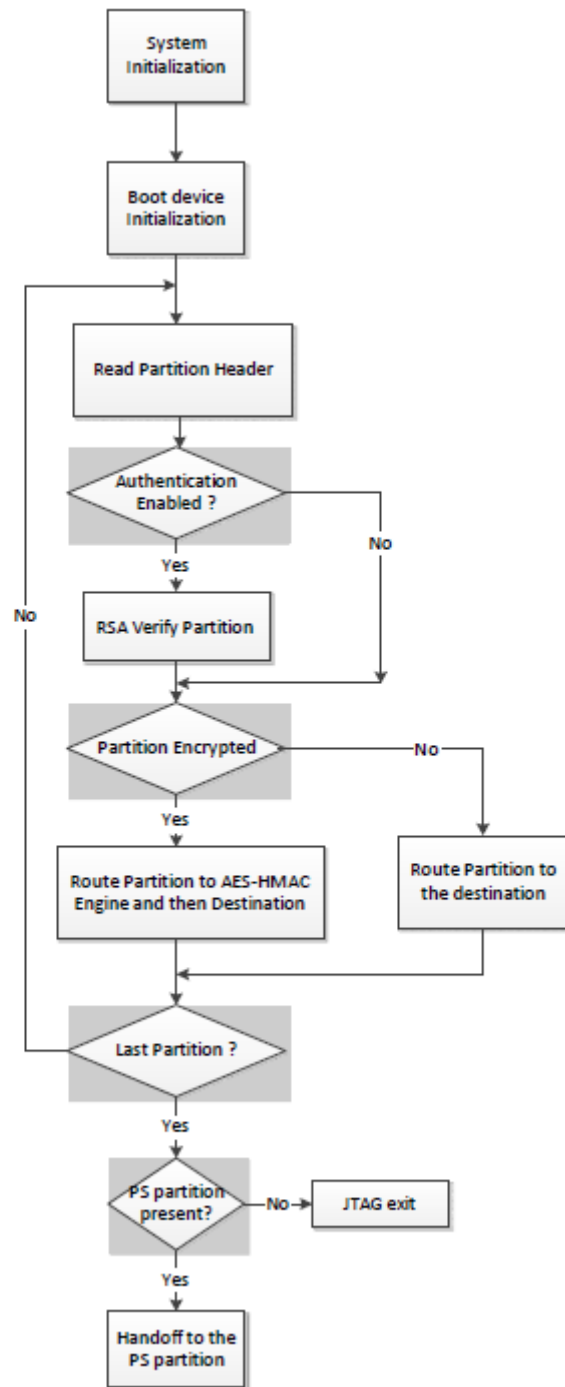 System
Initialization
Boot device
Initialization
Read Partition Header
Authentication
Enabled ?
No
Yes
No
RSA Verify Partition
Partition Encrypted
No
Yes
Route Partition to AES-HMAC
Engine and then Destination
Route Partition to
the destination
Last Partition ?
Yes
PS partition
present?
No
JTAG exit
Yes
Handoff to the
PS partition